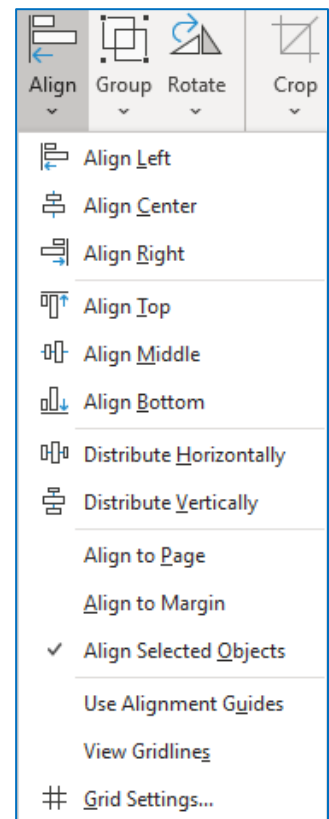 Align Group Rotate Crop
Align Left
Align Center
Align Right
Align Top
Align Middle
Align Bottom
Distribute Horizontally
Distribute Vertically
Align to Page
Align to Margin
Align Selected Objects
Use Alignment Guides
View Gridlines
Grid Settings...